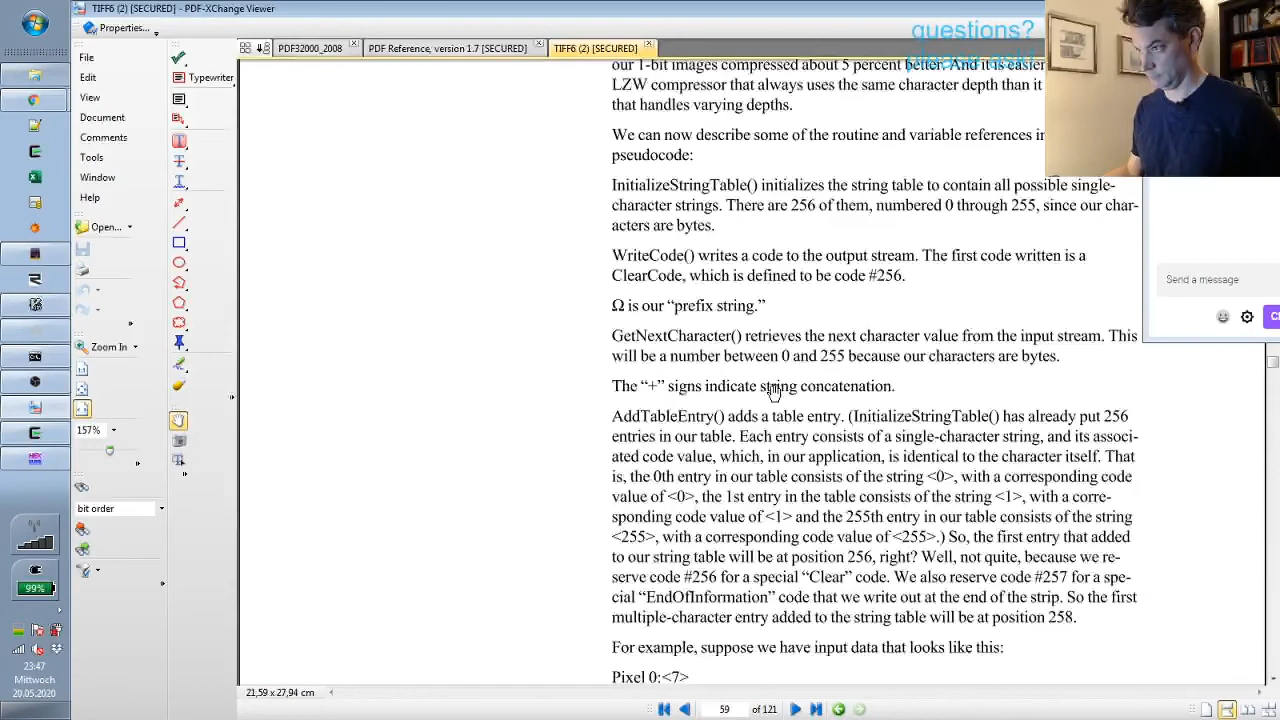 TIFF6 (2) [SECURED] - PDF-XChange Viewer
Properties...
questions?
please ask!
PDF32000_2008
PDF Reference, version 1.7 [SECURED]
TIFF6 (2) [SECURED]
File
Edit
View
Document
Comments
Tools
Window
Help
Open...
Zoom In
157%
bit order
Typewriter
our 1-bit images compressed about 5 percent better. And it is easier
LZW compressor that always uses the same character depth than it
that handles varying depths.
We can now describe some of the routine and variable references in
pseudocode:
InitializeStringTable() initializes the string table to contain all possible single-
character strings. There are 256 of them, numbered 0 through 255, since our char-
acters are bytes.
WriteCode() writes a code to the output stream. The first code written is a
ClearCode, which is defined to be code #256.
Ω is our “prefix string.”
GetNextCharacter() retrieves the next character value from the input stream. This
will be a number between 0 and 255 because our characters are bytes.
The “+” signs indicate string concatenation.
AddTableEntry() adds a table entry. (InitializeStringTable() has already put 256
entries in our table. Each entry consists of a single-character string, and its associ-
ated code value, which, in our application, is identical to the character itself. That
is, the 0th entry in our table consists of the string <0>, with a corresponding code
value of <0>, the 1st entry in the table consists of the string <1>, with a corre-
sponding code value of <1> and the 255th entry in our table consists of the string
<255>, with a corresponding code value of <255>.) So, the first entry that added
to our string table will be at position 256, right? Well, not quite, because we re-
serve code #256 for a special “Clear” code. We also reserve code #257 for a spe-
cial “EndOfInformation” code that we write out at the end of the strip. So the first
multiple-character entry added to the string table will be at position 258.
For example, suppose we have input data that looks like this:
Pixel 0:<7>
Send a message
21,59 x 27,94 cm
59
of 121
99%
23:47
Mittwoch
20.05.2020